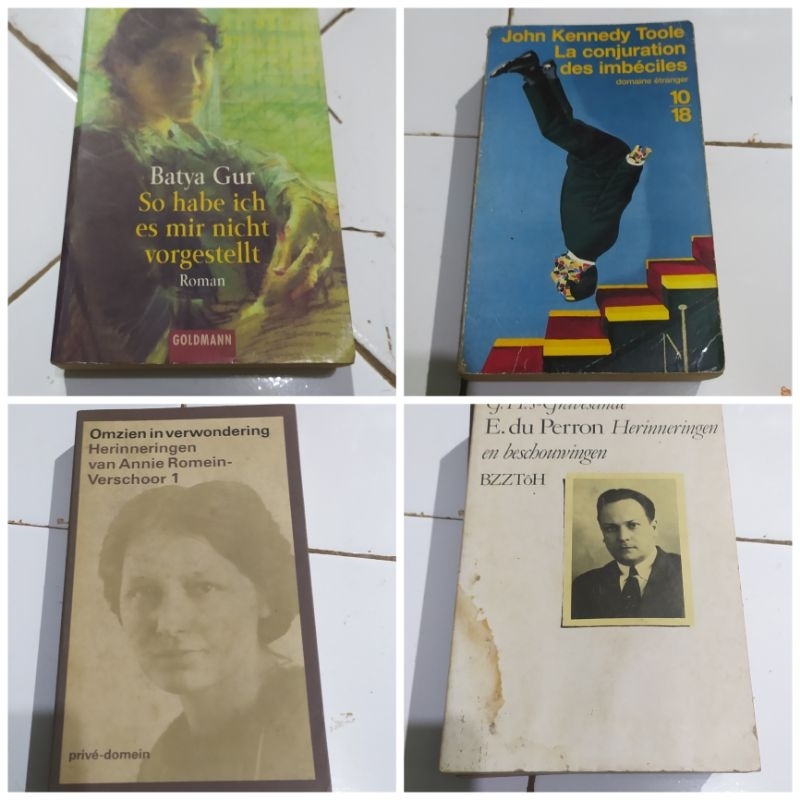 Batya Gur
So habe ich
es mir nicht
vorgestellt
Roman
GOLDMANN
John Kennedy Toole
La conjuration
des imbéciles
domaine étranger
10
18
Omzien in verwondering
Herinneringen
van Annie Romein-
Verschoor 1
privé-domein
G.H.'s-Gravesande
E. du Perron Herinneringen
en beschouwingen
BZZTôH